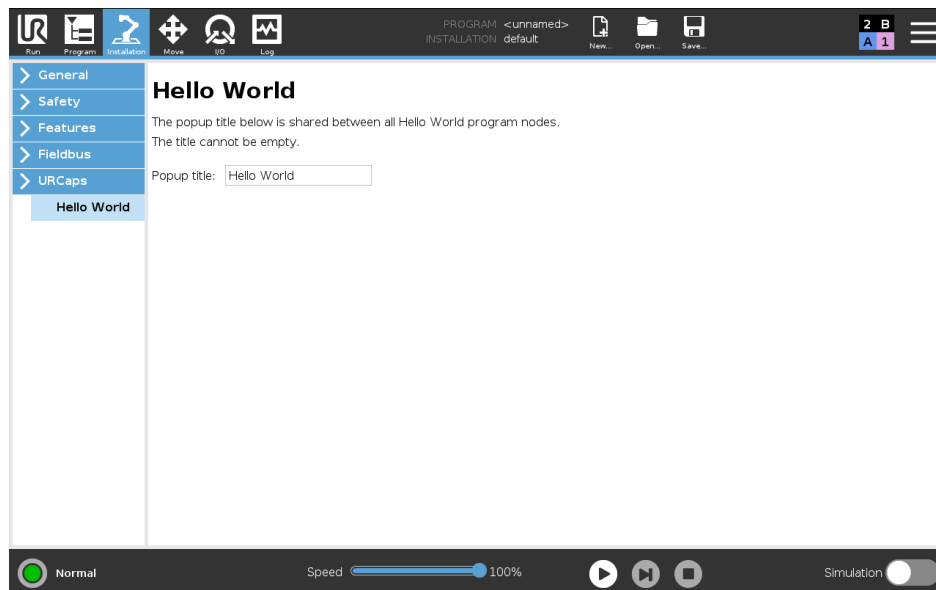 PROGRAM <unnamed>
INSTALLATION default
2 B
A 1
Run Program Installation Move I/O Log New... Open... Save...
General
Safety
Features
Fieldbus
URCaps
Hello World
Hello World
The popup title below is shared between all Hello World program nodes.
The title cannot be empty.
Popup title: Hello World
Normal Speed 100% Simulation